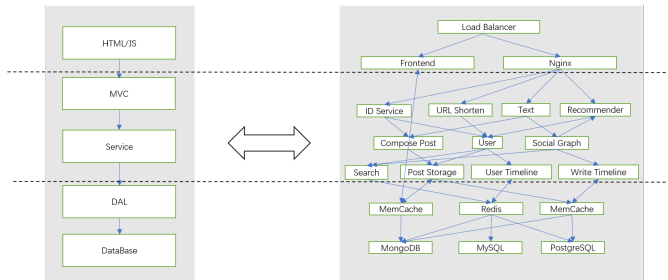 HTML/JS
MVC
Service
DAL
DataBase
Load Balancer
Frontend
Nginx
ID Service
URL Shorten
Text
Recommender
Compose Post
User
Social Graph
Search
Post Storage
User Timeline
Write Timeline
MemCache
Redis
MemCache
MongoDB
MySQL
PostgreSQL